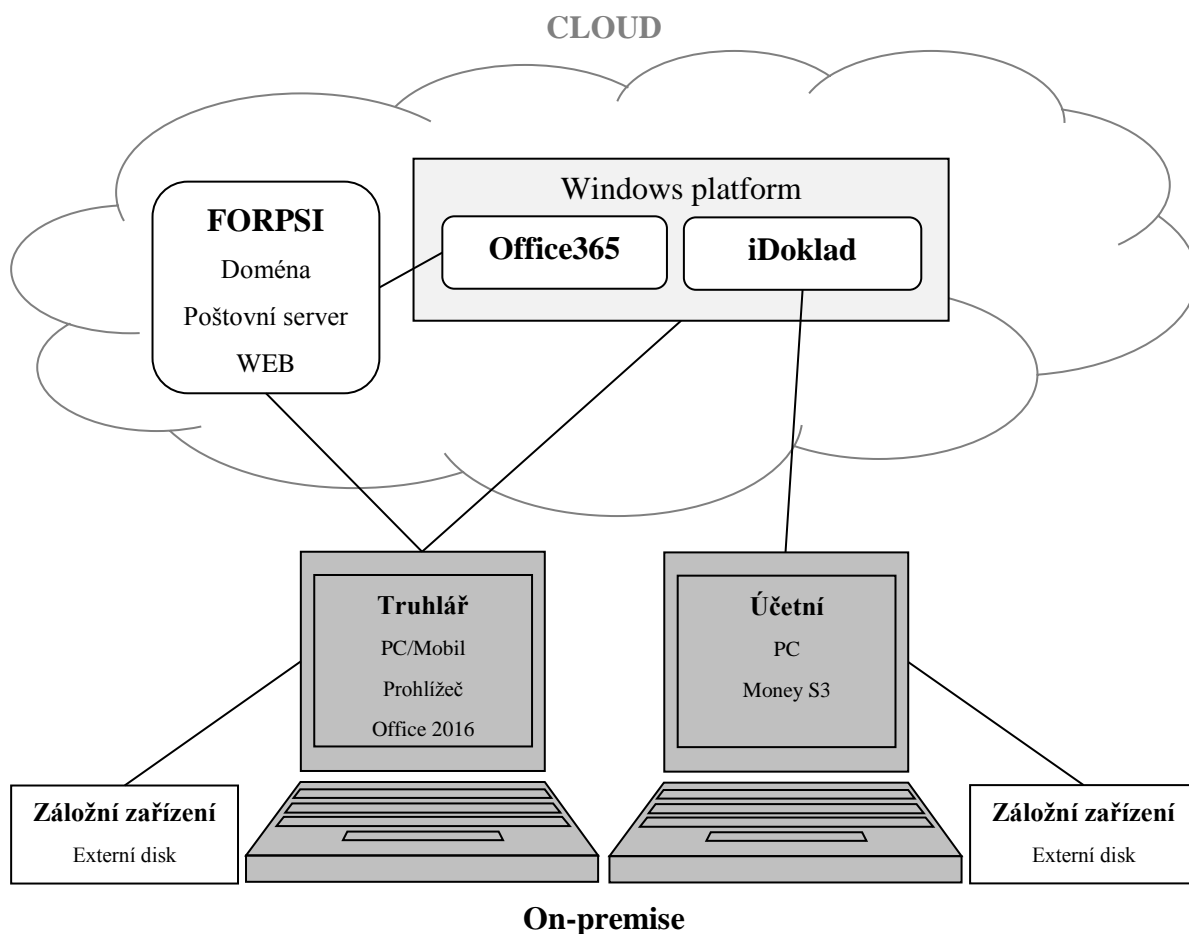 CLOUD
Windows platform
FORPSI
Doména
Poštovní server
WEB
Office365
iDoklad
Truhlář
PC/Mobil
Prohlížeč
Office 2016
Účetní
PC
Money S3
Záložní zařízení
Externí disk
Záložní zařízení
Externí disk
On-premise